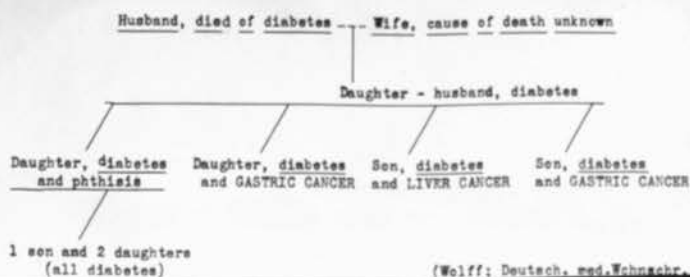 Husband, died of diabetes --- Wife, cause of death unknown
Daughter - husband, diabetes
Daughter, diabetes and phthisis
Daughter, diabetes and GASTRIC CANCER
Son, diabetes and LIVER CANCER
Son, diabetes and GASTRIC CANCER
1 son and 2 daughters
(all diabetes)
(Wolff: Deutsch. med.Wchnschr.